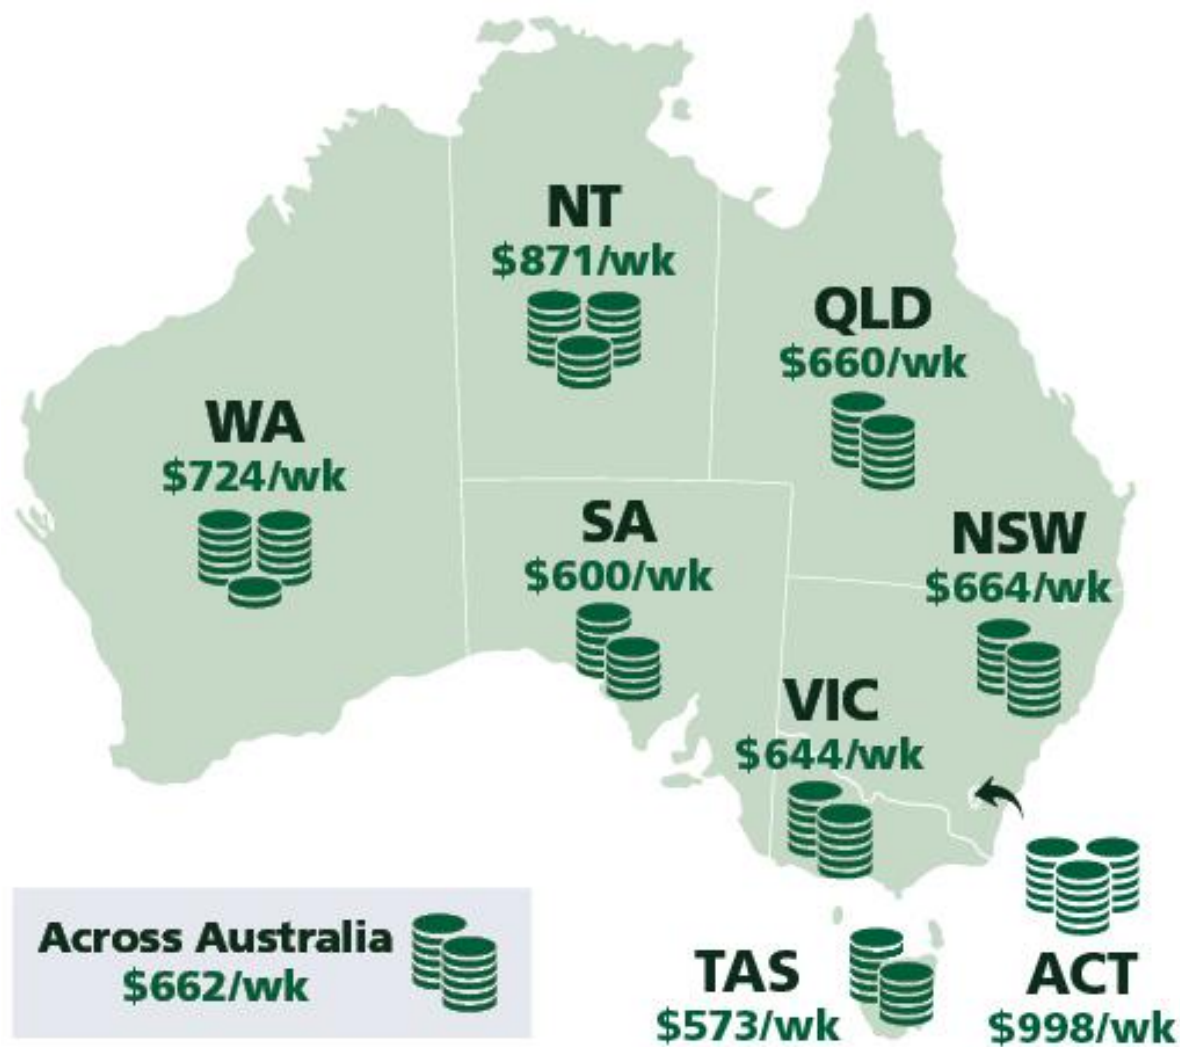 NT
$871/wk
QLD
$660/wk
WA
$724/wk
SA
$600/wk
NSW
$664/wk
VIC
$644/wk
Across Australia
$662/wk
TAS
$573/wk
ACT
$998/wk